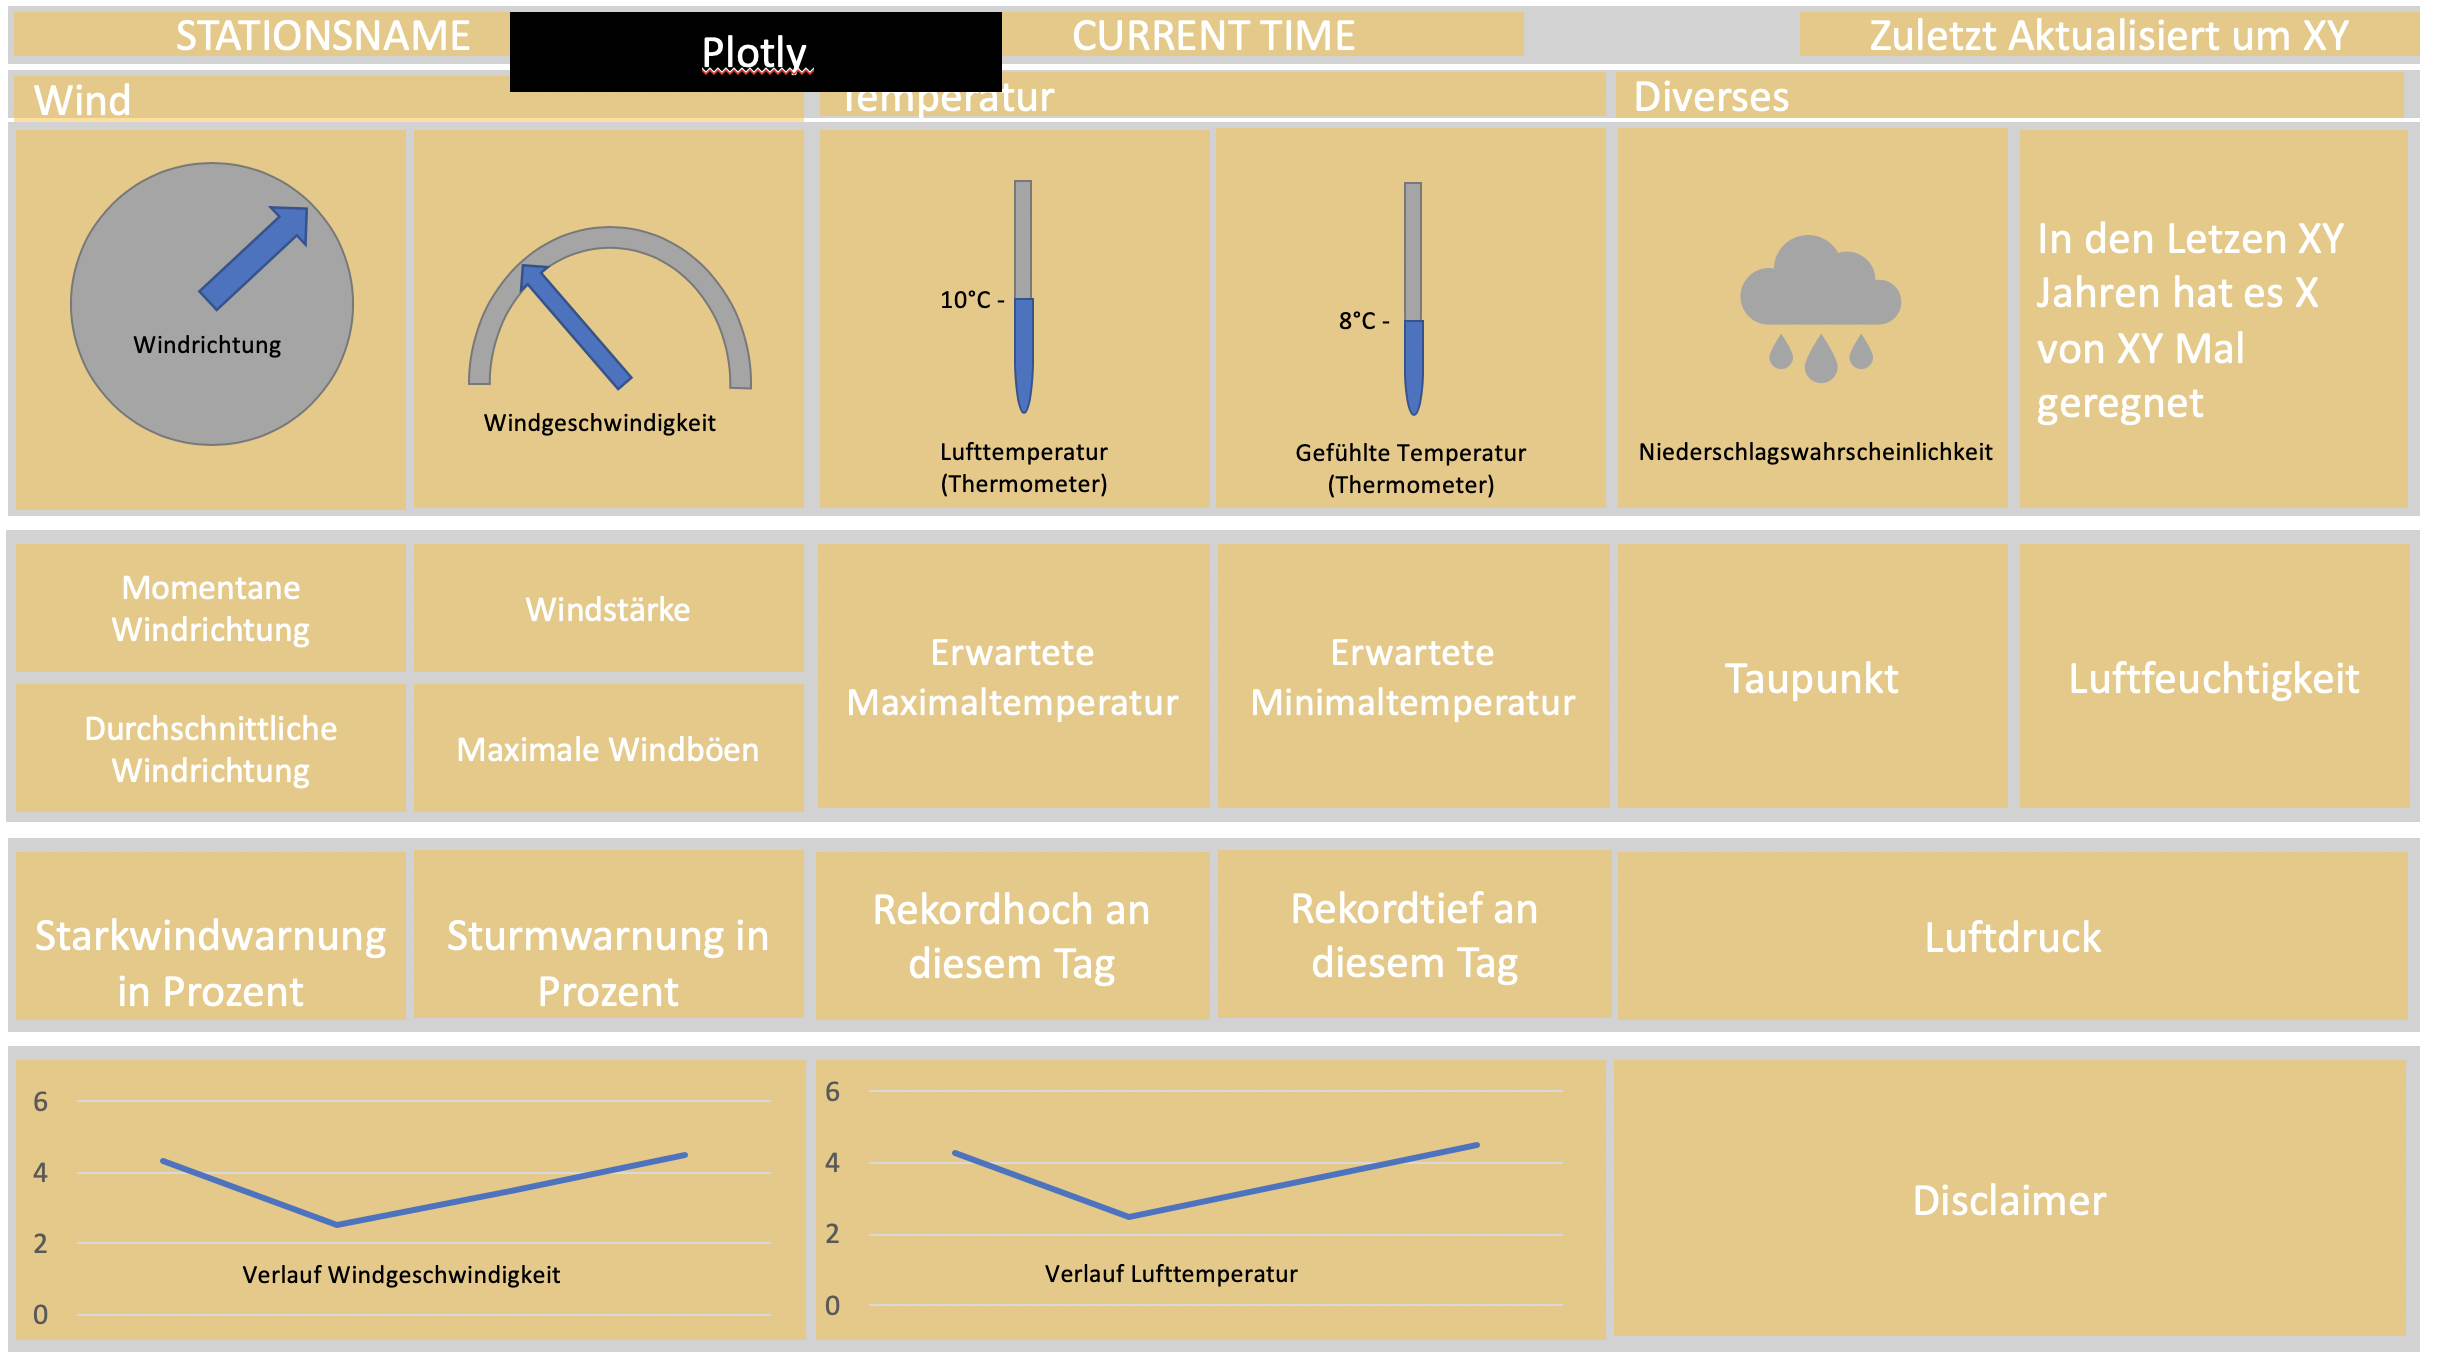 STATIONSNAME
Plotly
CURRENT TIME
Zuletzt Aktualisiert um XY
Wind
Temperatur
Diverses
Windrichtung
Windgeschwindigkeit
10°C -
Lufttemperatur
(Thermometer)
8°C -
Gefühlte Temperatur
(Thermometer)
Niederschlagswahrscheinlichkeit
In den Letzen XY
Jahren hat es X
von XY Mal
geregnet
Momentane
Windrichtung
Windstärke
Durchschnittliche
Windrichtung
Maximale Windböen
Erwartete
Maximaltemperatur
Erwartete
Minimaltemperatur
Taupunkt
Luftfeuchtigkeit
Starkwindwarnung
in Prozent
Sturmwarnung in
Prozent
Rekordhoch an
diesem Tag
Rekordtief an
diesem Tag
Luftdruck
6
4
2
0
Verlauf Windgeschwindigkeit
6
4
2
0
Verlauf Lufttemperatur
Disclaimer